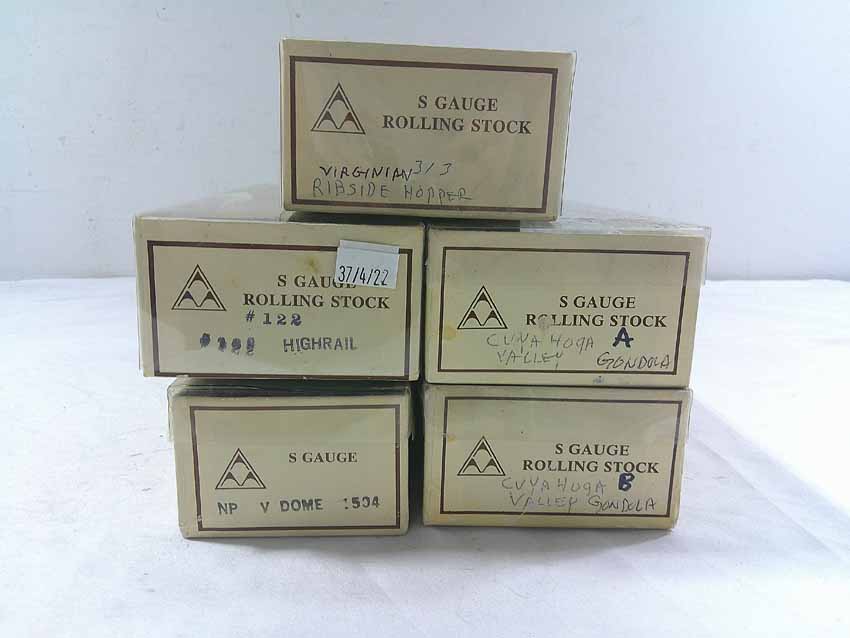 S GAUGE
ROLLING STOCK
VIRGINIAN 3/3
RIBSIDE HOPPER
S GAUGE
ROLLING STOCK
37/4/22
#122
HIGHRAIL
S GAUGE
ROLLING STOCK
CUYAHOGA A
VALLEY GONDOLA
S GAUGE
NP V DOME 1504
S GAUGE
ROLLING STOCK
CUYAHOGA B
VALLEY GONDOLA